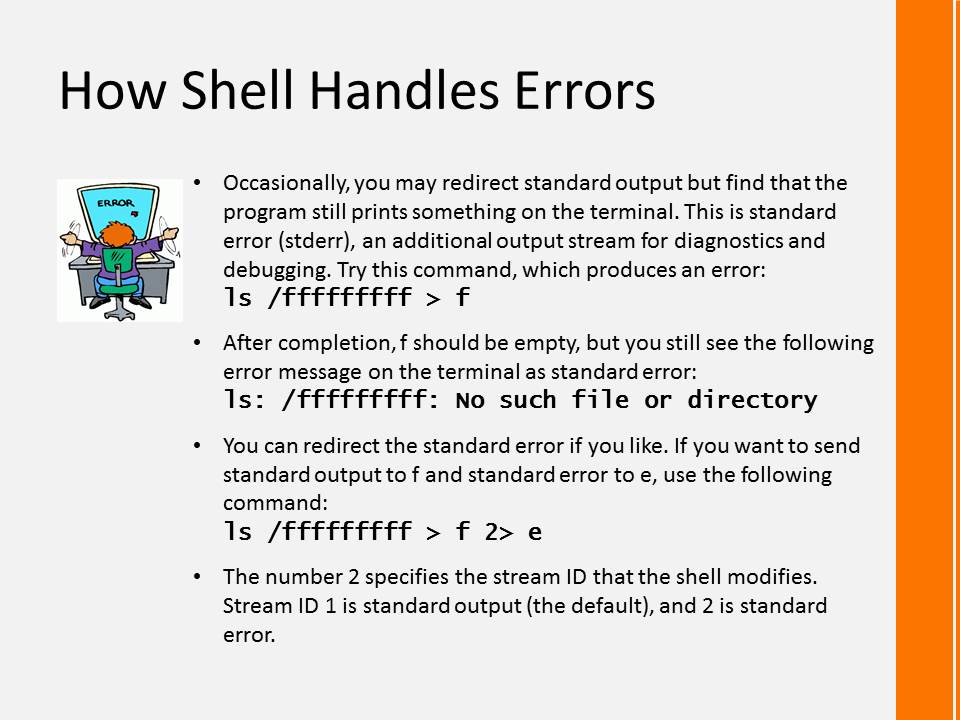 How Shell Handles Errors
ERROR
• Occasionally, you may redirect standard output but find that the
program still prints something on the terminal. This is standard
error (stderr), an additional output stream for diagnostics and
debugging. Try this command, which produces an error:
ls /fffffffff > f
• After completion, f should be empty, but you still see the following
error message on the terminal as standard error:
ls: /fffffffff: No such file or directory
• You can redirect the standard error if you like. If you want to send
standard output to f and standard error to e, use the following
command:
ls /fffffffff > f 2> e
• The number 2 specifies the stream ID that the shell modifies.
Stream ID 1 is standard output (the default), and 2 is standard
error.